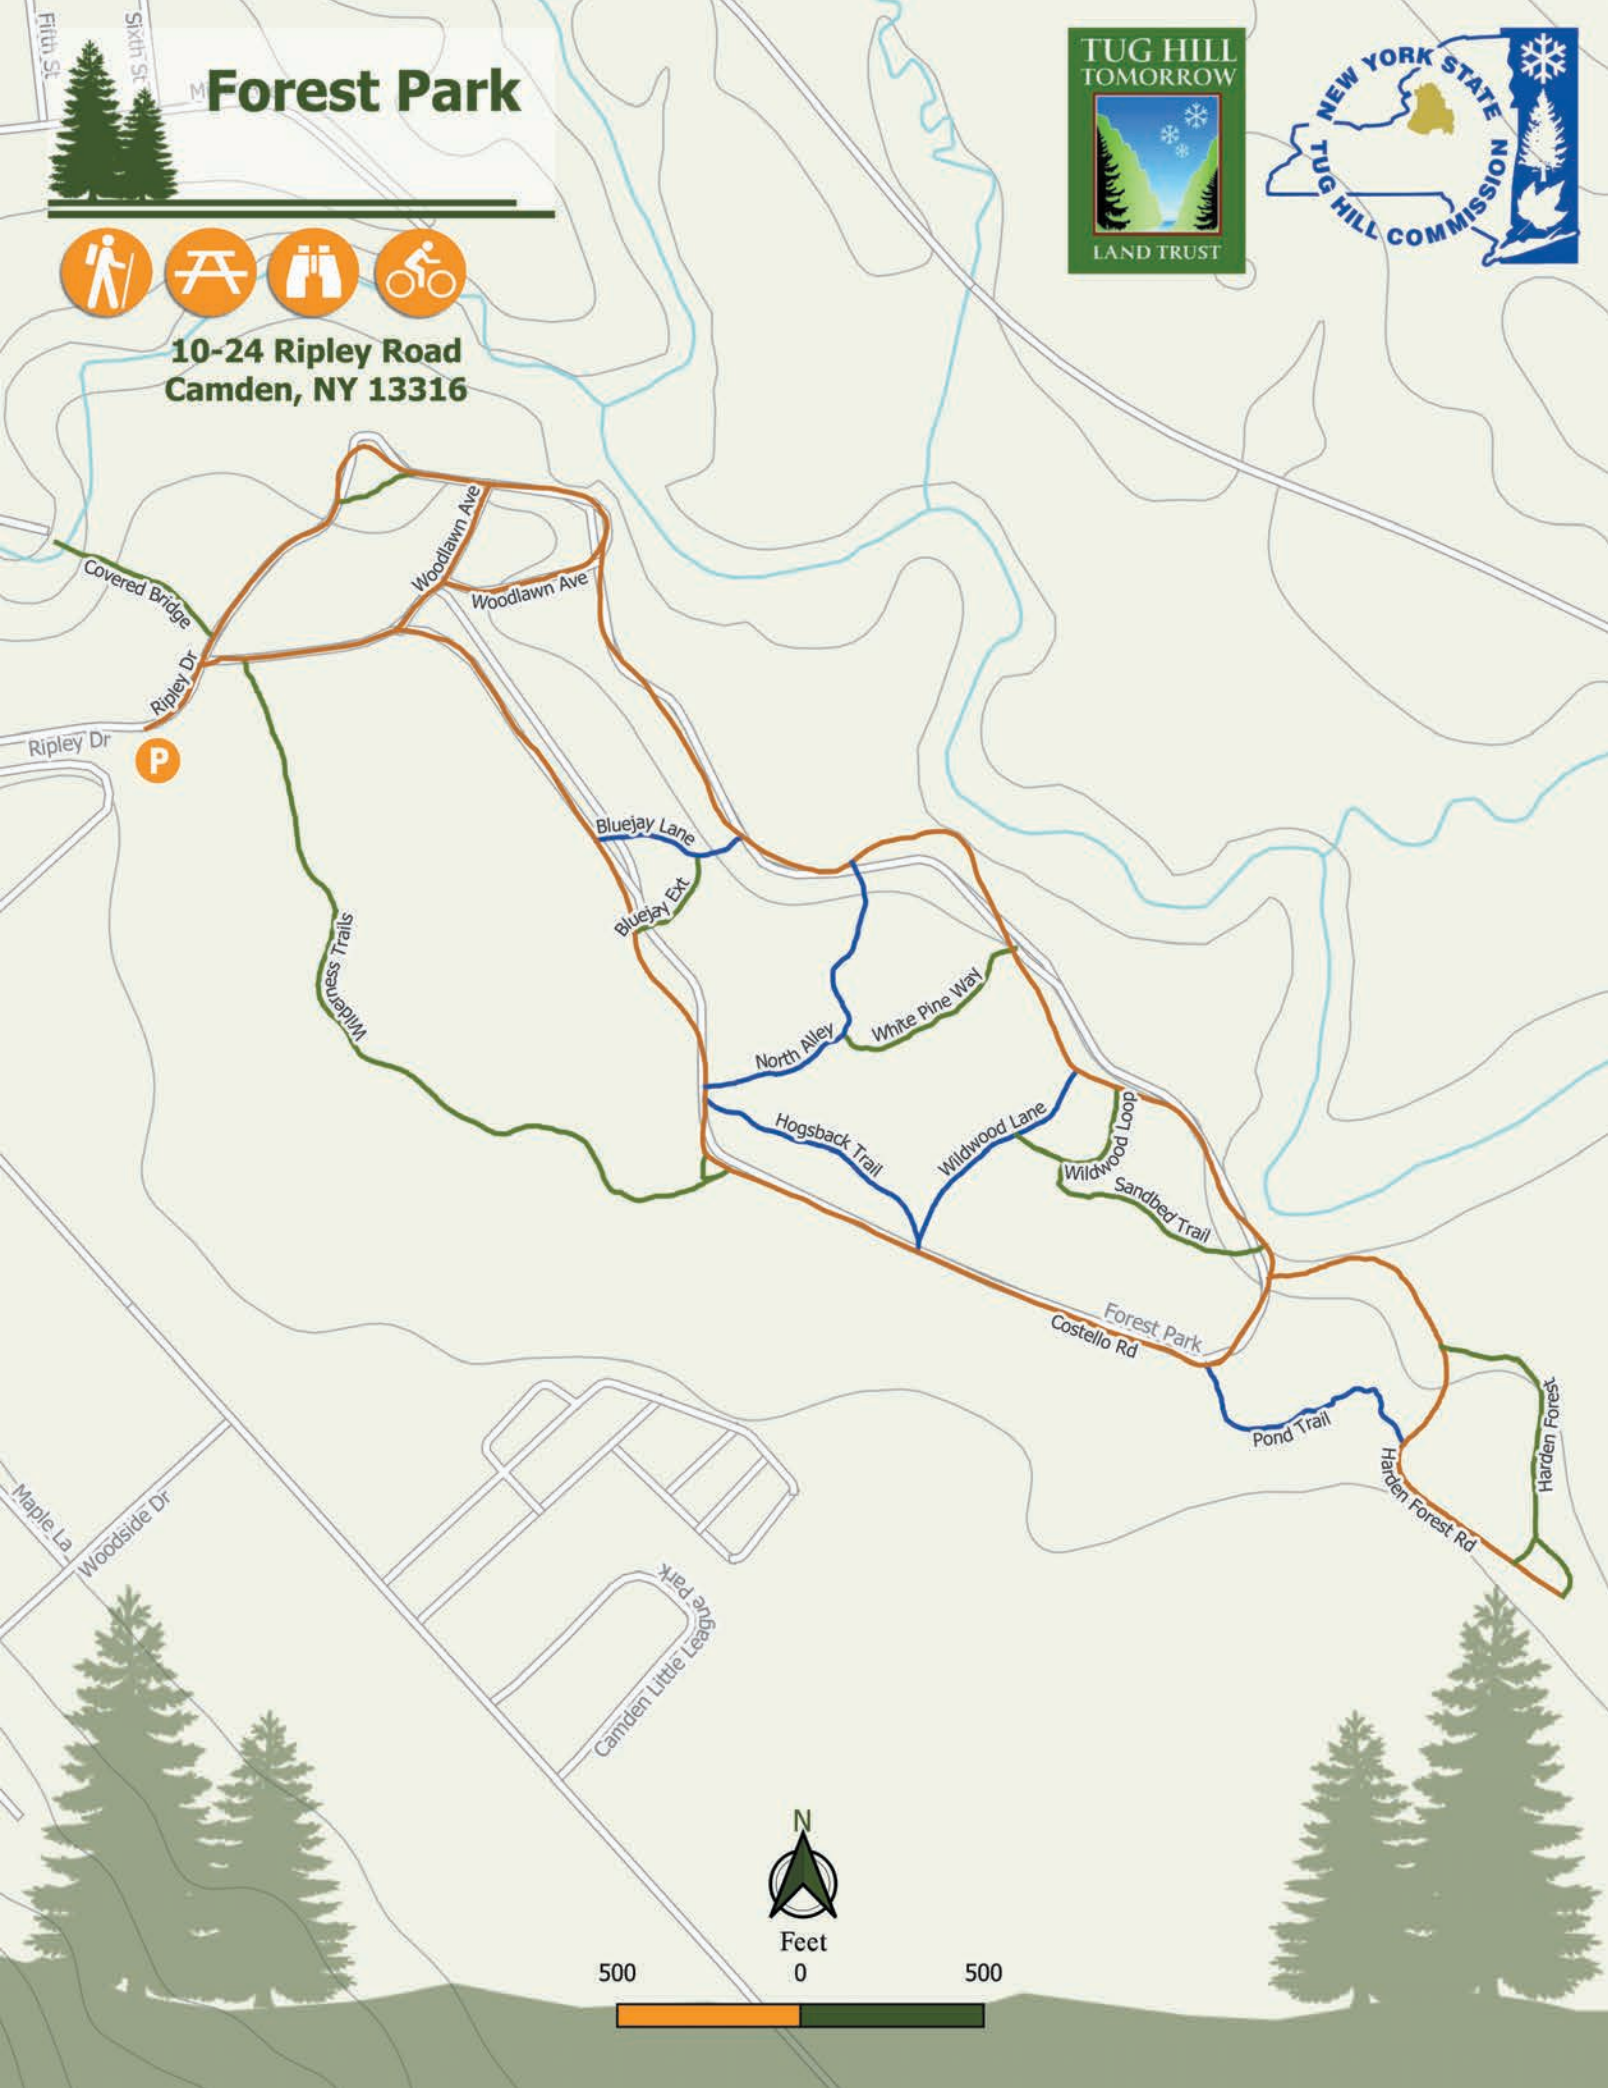 Fifth St
Sixth St
Forest Park
TUG HILL
TOMORROW
LAND TRUST
NEW YORK STATE
TUG HILL COMMISSION
10-24 Ripley Road
Camden, NY 13316
Covered Bridge
Woodlawn Ave
Woodlawn Ave
Ripley Dr
Ripley Dr
P
Bluejay Lane
Bluejay Ext
Wilderness Trails
White Pine Way
North Alley
Hogsback Trail
Wildwood Lane
Wildwood Loop
Sandbed Trail
Forest Park
Costello Rd
Pond Trail
Harden Forest
Harden Forest Rd
Maple La
Woodside Dr
Camden Little League Park
N
Feet
500 0 500